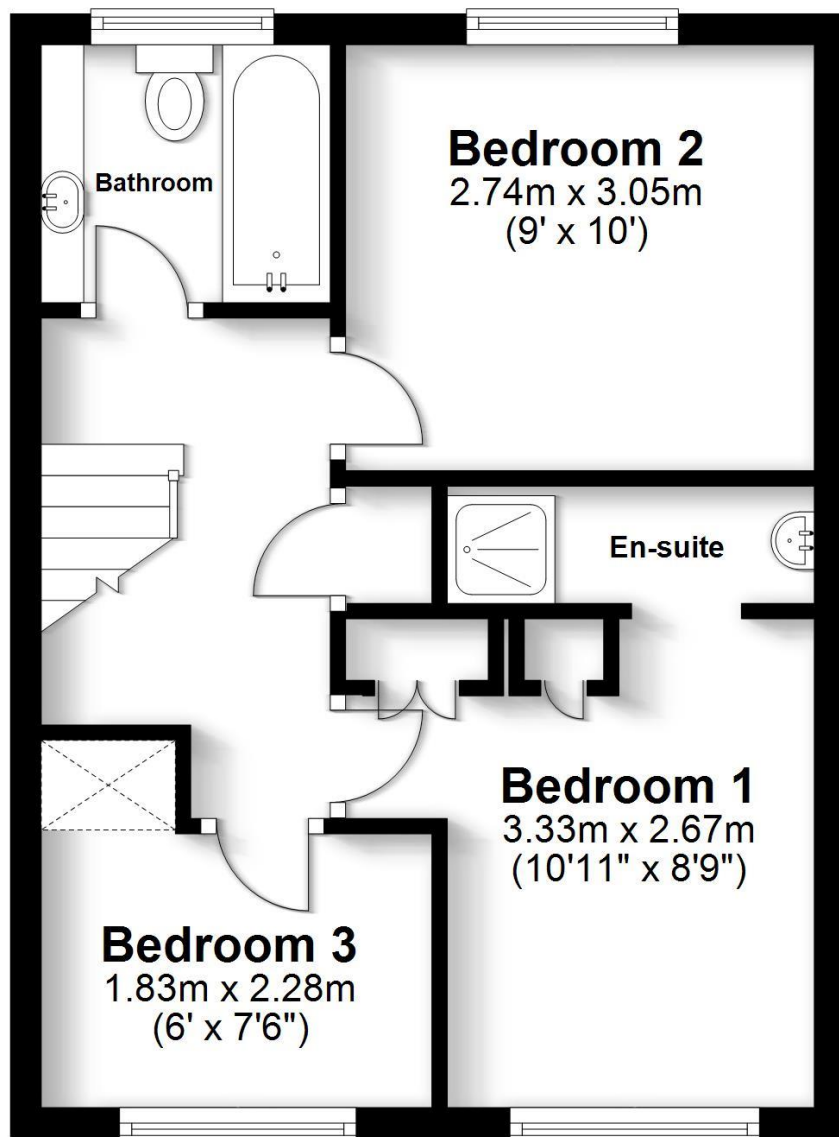 Bathroom
Bedroom 2
2.74m x 3.05m
(9' x 10')
En-suite
Bedroom 1
3.33m x 2.67m
(10'11" x 8'9")
Bedroom 3
1.83m x 2.28m
(6' x 7'6")